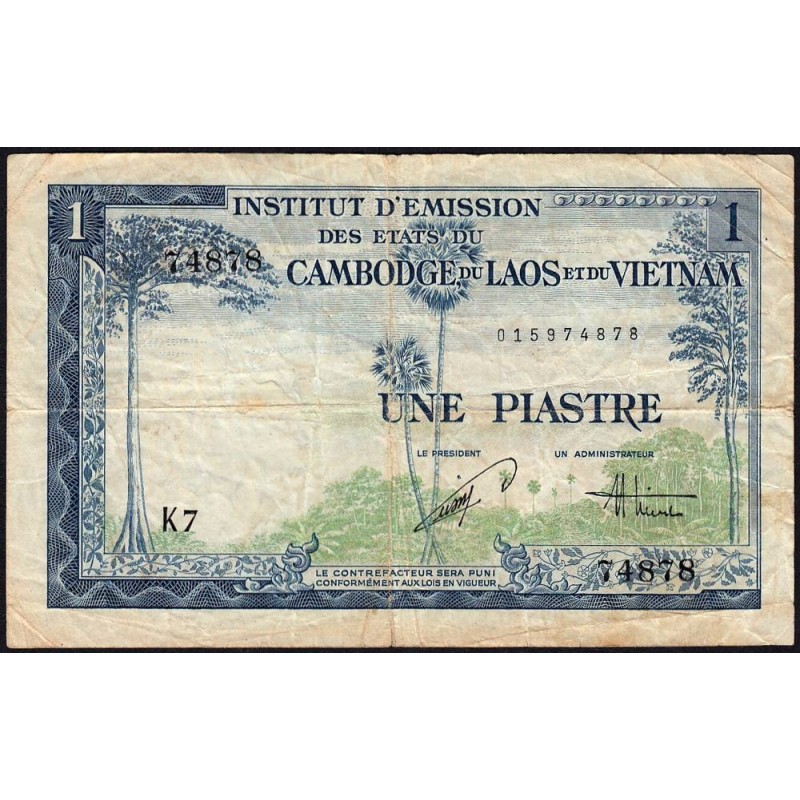 1 INSTITUT D'EMISSION 1
DES ETATS DU
74878
CAMBODGE, DU LAOS ET DU VIETNAM
015974878
UNE PIASTRE
LE PRESIDENT UN ADMINISTRATEUR
K7
74878
LE CONTREFACTEUR SERA PUNI
CONFORMÉMENT AUX LOIS EN VIGUEUR